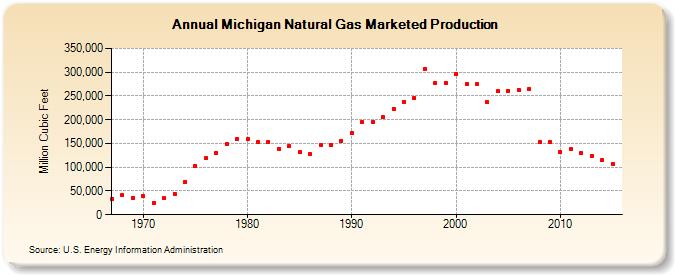 Annual Michigan Natural Gas Marketed Production
Million Cubic Feet
350,000
300,000
250,000
200,000
150,000
100,000
50,000
0
1970 1980 1990 2000 2010
Source: U.S. Energy Information Administration